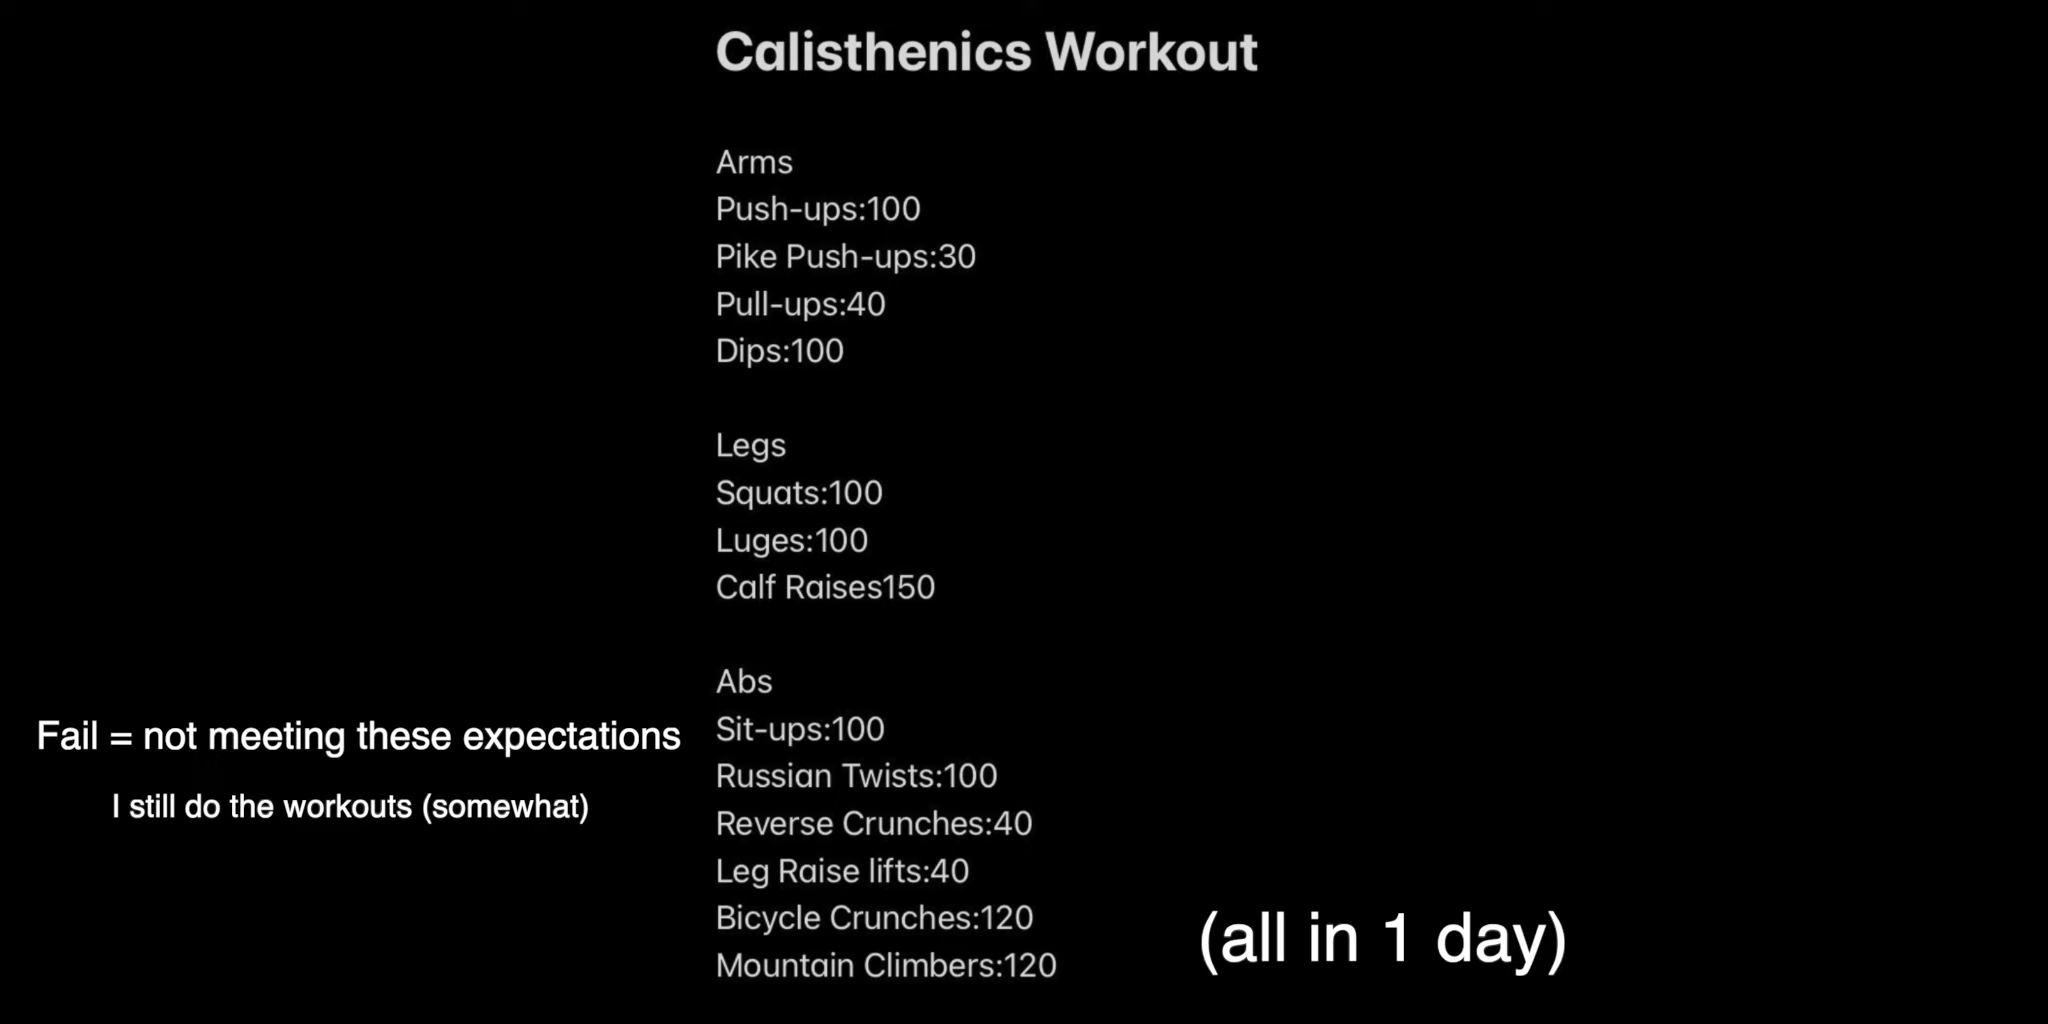 Calisthenics Workout
Arms
Push-ups:100
Pike Push-ups:30
Pull-ups:40
Dips:100
Legs
Squats:100
Luges:100
Calf Raises150
Abs
Sit-ups:100
Russian Twists:100
Reverse Crunches:40
Leg Raise lifts:40
Bicycle Crunches:120
Mountain Climbers:120
Fail = not meeting these expectations
I still do the workouts (somewhat)
(all in 1 day)